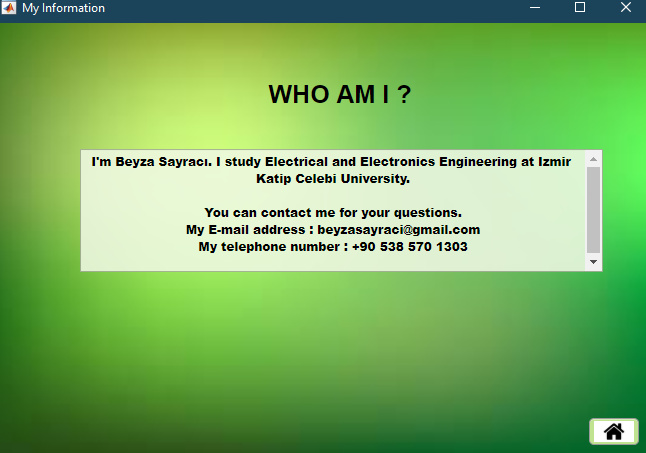 My Information
WHO AM I ?
I'm Beyza Sayracı. I study Electrical and Electronics Engineering at Izmir
Katip Celebi University.
You can contact me for your questions.
My E-mail address : beyzasayraci@gmail.com
My telephone number : +90 538 570 1303